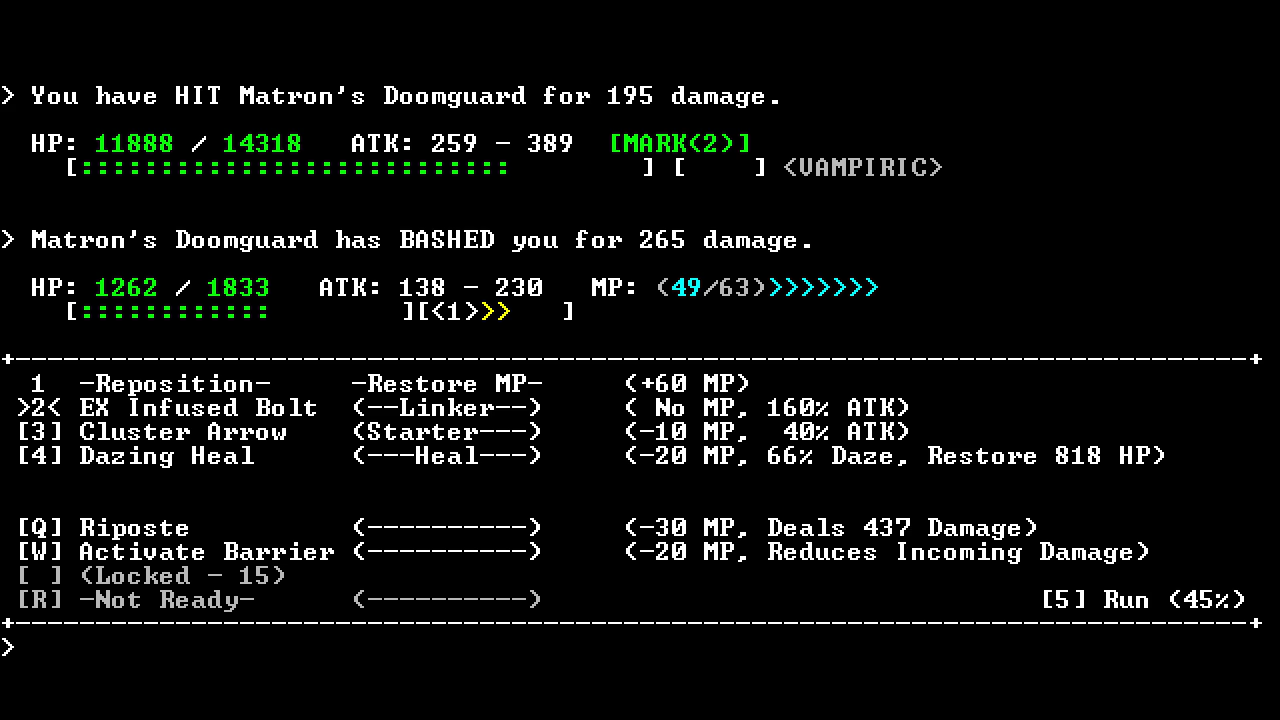 > You have HIT Matron's Doomguard for 195 damage.
HP: 11888 / 14318   ATK: 259 - 389  [MARK(2)]
[:::::::::::::::::::::::::::        ] [    ] <VAMPIRIC>
> Matron's Doomguard has BASHED you for 265 damage.
HP: 1262 / 1833   ATK: 138 - 230   MP: (49/63)>>>>>>>
[::::::::::::        ][<1>>>   ]
+-----------------------------------------------------------------------------+
1  -Reposition-     -Restore MP-     (+60 MP)
>2< EX Infused Bolt  (--Linker--)     ( No MP, 160% ATK)
[3] Cluster Arrow    (Starter---)     (-10 MP,  40% ATK)
[4] Dazing Heal      (---Heal---)     (-20 MP, 66% Daze, Restore 818 HP)
[Q] Riposte          (----------)     (-30 MP, Deals 437 Damage)
[W] Activate Barrier (----------)     (-20 MP, Reduces Incoming Damage)
[ ] (Locked - 15)
[R] -Not Ready-      (----------)                               [5] Run (45%)
+-----------------------------------------------------------------------------+
>